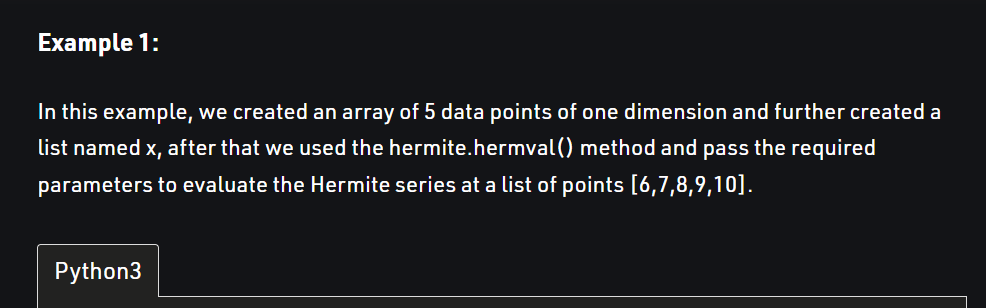 Example 1:
In this example, we created an array of 5 data points of one dimension and further created a
list named x, after that we used the hermite.hermval() method and pass the required
parameters to evaluate the Hermite series at a list of points [6,7,8,9,10].
Python3